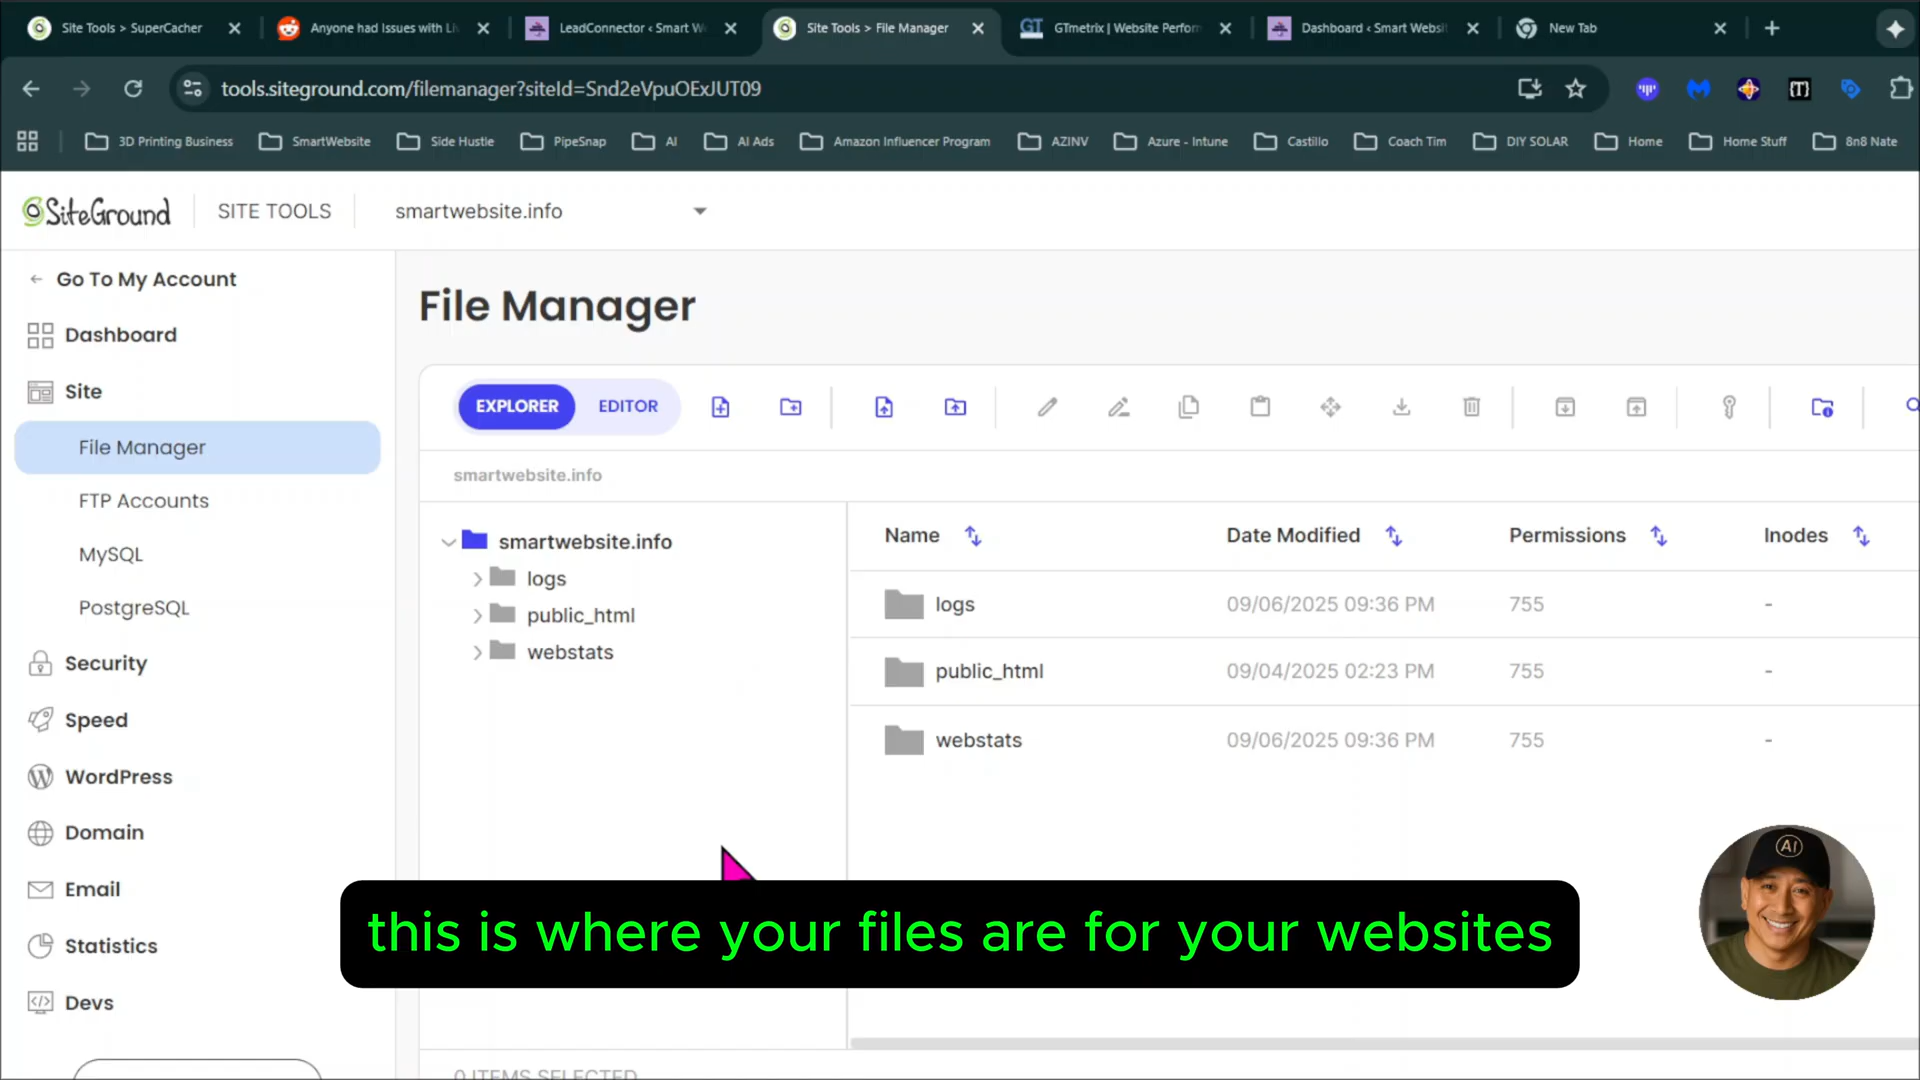 Site Tools > SuperCacher
Anyone had Issues with Li
LeadConnector ‹ Smart W
Site Tools > File Manager
GTmetrix | Website Perform
Dashboard ‹ Smart Websit
New Tab
tools.siteground.com/filemanager?siteId=Snd2eVpuOExJUT09
3D Printing Business
SmartWebsite
Side Hustle
PipeSnap
AI
AI Ads
Amazon Influencer Program
AZINV
Azure - Intune
Castillo
Coach Tim
DIY SOLAR
Home
Home Stuff
8n8 Nate
SiteGround
SITE TOOLS
smartwebsite.info
Go To My Account
Dashboard
Site
File Manager
FTP Accounts
MySQL
PostgreSQL
Security
Speed
WordPress
Domain
Email
Statistics
Devs
File Manager
EXPLORER
EDITOR
smartwebsite.info
smartwebsite.info
logs
public_html
webstats
Name
Date Modified
Permissions
Inodes
logs
09/06/2025 09:36 PM
755
-
public_html
09/04/2025 02:23 PM
755
-
webstats
09/06/2025 09:36 PM
755
-
this is where your files are for your websites
AI
0 ITEMS SELECTED